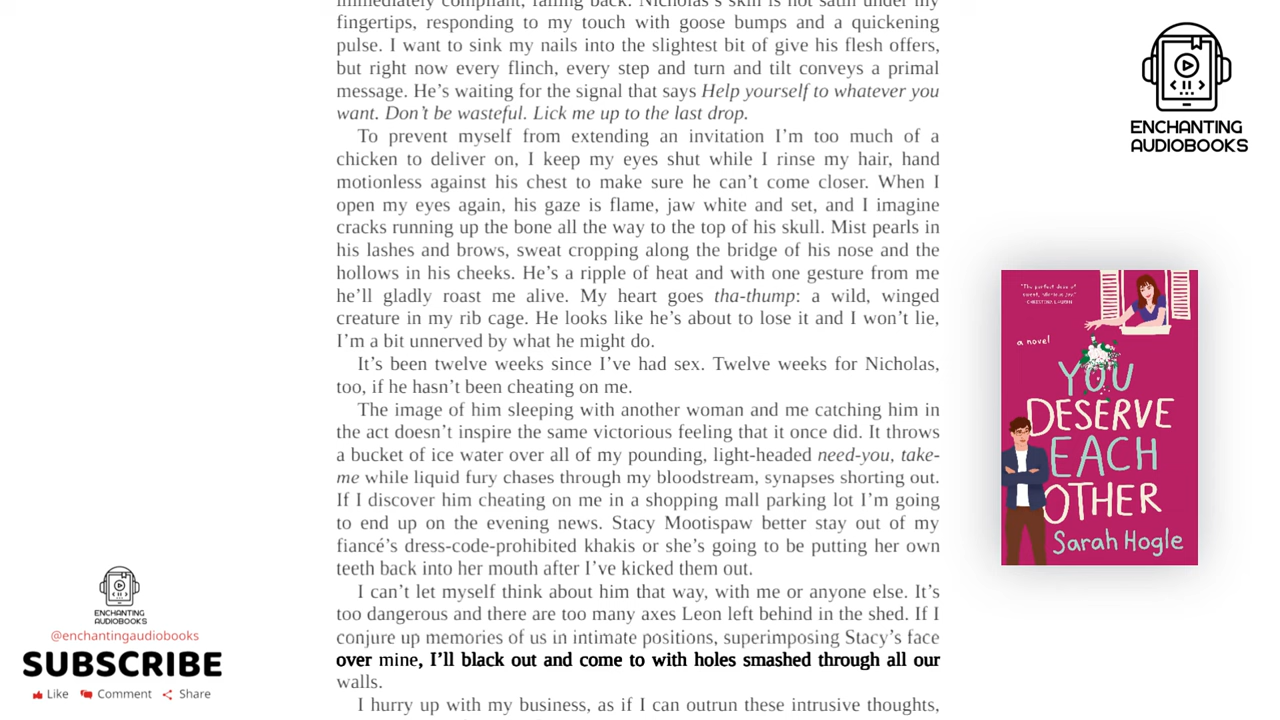 immediately compliant, falling back. Nicholas's skin is hot satin under my
fingertips, responding to my touch with goose bumps and a quickening
pulse. I want to sink my nails into the slightest bit of give his flesh offers,
but right now every flinch, every step and turn and tilt conveys a primal
message. He's waiting for the signal that says Help yourself to whatever you
want. Don't be wasteful. Lick me up to the last drop.
To prevent myself from extending an invitation I'm too much of a
chicken to deliver on, I keep my eyes shut while I rinse my hair, hand
motionless against his chest to make sure he can't come closer. When I
open my eyes again, his gaze is flame, jaw white and set, and I imagine
cracks running up the bone all the way to the top of his skull. Mist pearls in
his lashes and brows, sweat cropping along the bridge of his nose and the
hollows in his cheeks. He's a ripple of heat and with one gesture from me
he'll gladly roast me alive. My heart goes tha-thump: a wild, winged
creature in my rib cage. He looks like he's about to lose it and I won't lie,
I'm a bit unnerved by what he might do.
It's been twelve weeks since I've had sex. Twelve weeks for Nicholas,
too, if he hasn't been cheating on me.
The image of him sleeping with another woman and me catching him in
the act doesn't inspire the same victorious feeling that it once did. It throws
a bucket of ice water over all of my pounding, light-headed need-you, take-
me while liquid fury chases through my bloodstream, synapses shorting out.
If I discover him cheating on me in a shopping mall parking lot I'm going
to end up on the evening news. Stacy Mootispaw better stay out of my
fiancé's dress-code-prohibited khakis or she's going to be putting her own
teeth back into her mouth after I've kicked them out.
I can't let myself think about him that way, with me or anyone else. It's
too dangerous and there are too many axes Leon left behind in the shed. If I
conjure up memories of us in intimate positions, superimposing Stacy's face
over mine, I'll black out and come to with holes smashed through all our
walls.
I hurry up with my business, as if I can outrun these intrusive thoughts,
ENCHANTING
AUDIOBOOKS
a novel
YOU
DESERVE
EACH
OTHER
Sarah Hogle
ENCHANTING
AUDIOBOOKS
@enchantingaudiobooks
SUBSCRIBE
Like
Comment
Share